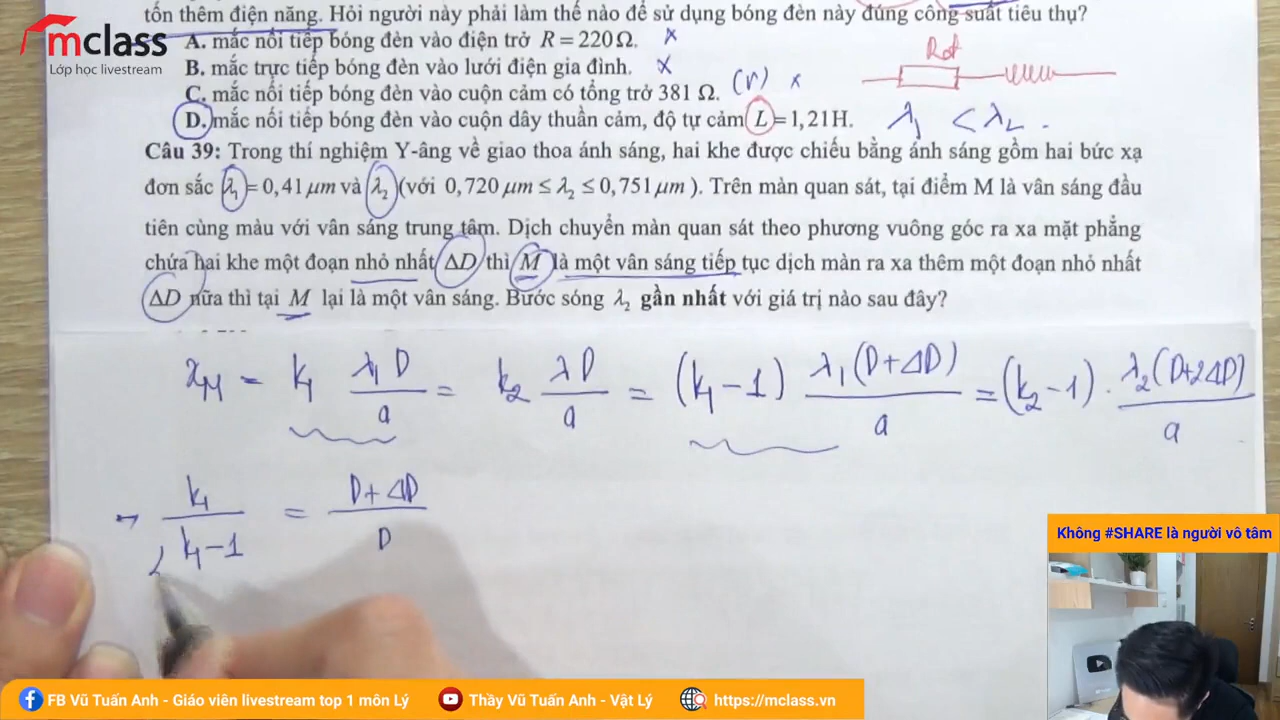 tốn thêm điện năng. Hỏi người này phải làm thế nào để sử dụng bóng đèn này đúng công suất tiêu thụ?
mclass
Lớp học livestream
A. mắc nối tiếp bóng đèn vào điện trở R = 220 Ω. x
B. mắc trực tiếp bóng đèn vào lưới điện gia đình. x
C. mắc nối tiếp bóng đèn vào cuộn cảm có tổng trở 381 Ω. (r) x
D. mắc nối tiếp bóng đèn vào cuộn dây thuần cảm, độ tự cảm L = 1,21H. λ₁ < λ₂.
Câu 39: Trong thí nghiệm Y-âng về giao thoa ánh sáng, hai khe được chiếu bằng ánh sáng gồm hai bức xạ
đơn sắc λ₁ = 0,41 μm và λ₂ (với 0,720 μm ≤ λ₂ ≤ 0,751 μm). Trên màn quan sát, tại điểm M là vân sáng đầu
tiên cùng màu với vân sáng trung tâm. Dịch chuyển màn quan sát theo phương vuông góc ra xa mặt phẳng
chứa hai khe một đoạn nhỏ nhất ΔD thì M là một vân sáng tiếp tục dịch màn ra xa thêm một đoạn nhỏ nhất
ΔD nữa thì tại M lại là một vân sáng. Bước sóng λ₂ gần nhất với giá trị nào sau đây?
x_M = k₁ λ₁D/a = k₂ λD/a = (k₁ − 1) λ₁(D+ΔD)/a = (k₂ − 1) . λ₂(D+2ΔD)/a
→ k₁/(k₁−1) = (D+ΔD)/D
Không #SHARE là người vô tâm
FB Vũ Tuấn Anh - Giáo viên livestream top 1 môn Lý
Thầy Vũ Tuấn Anh - Vật Lý
https://mclass.vn